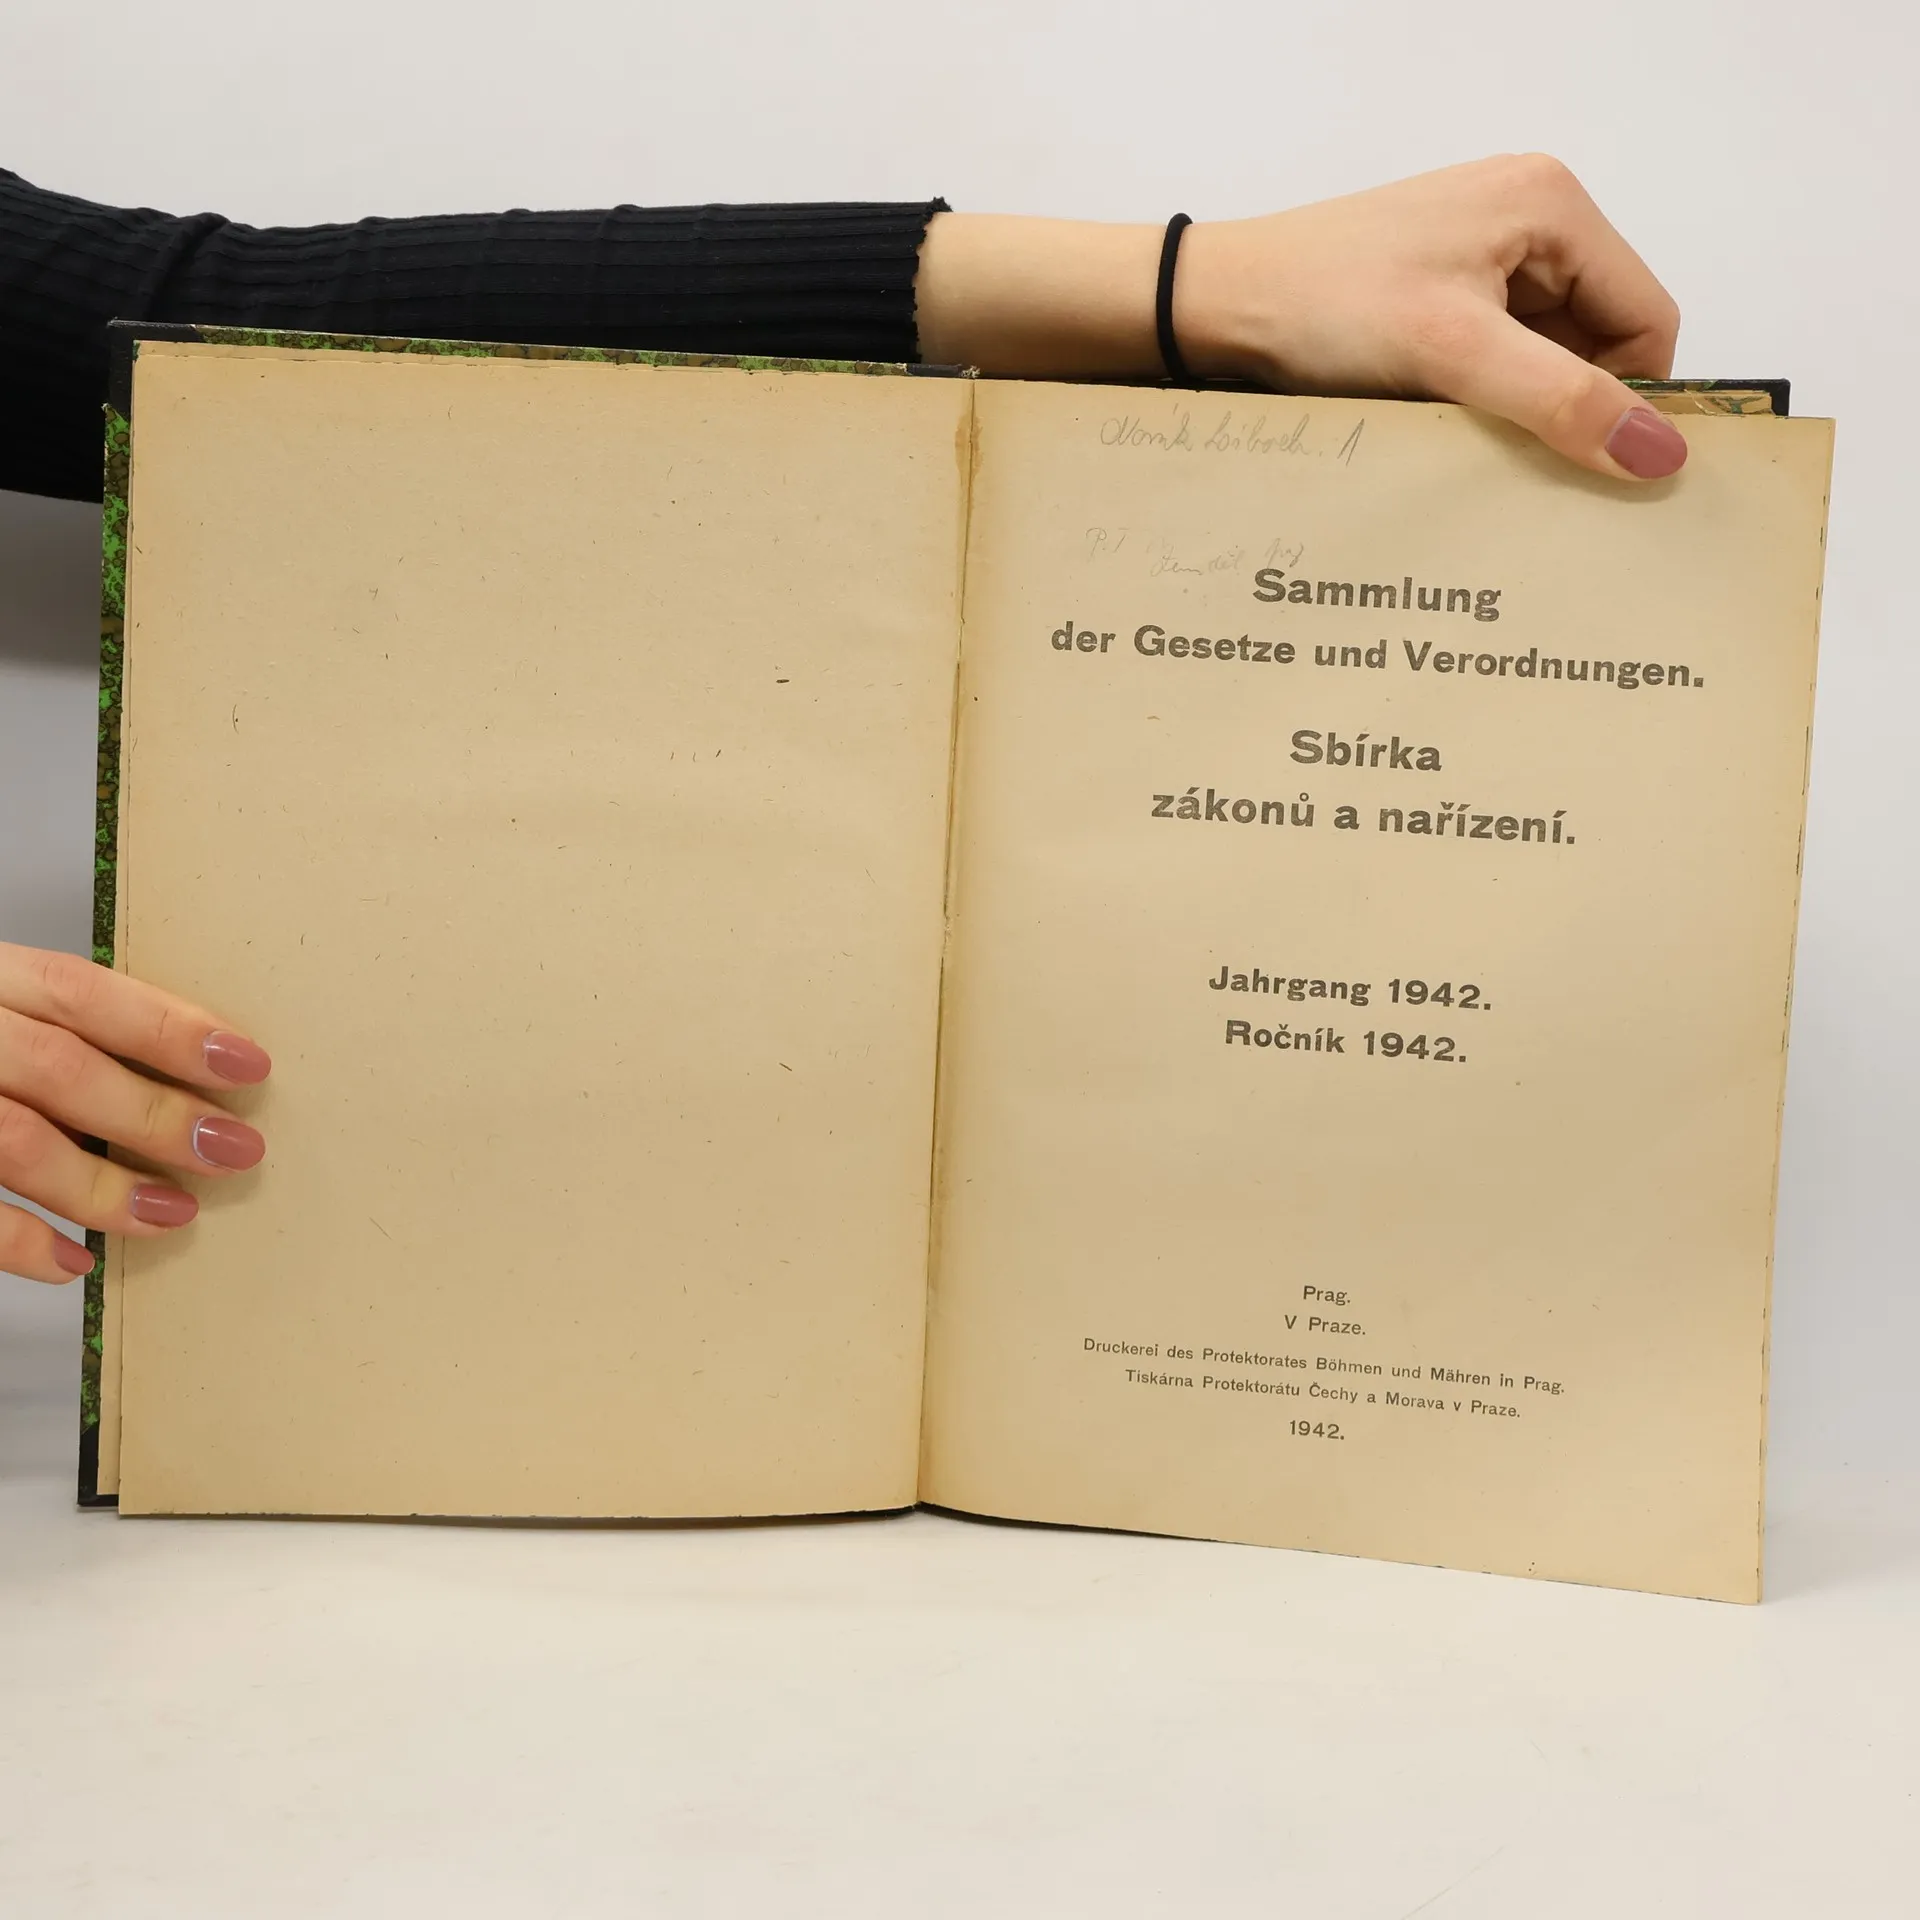 Sammlung
der Gesetze und Verordnungen.
Sbírka
zákonů a nařízení.
Jahrgang 1942.
Ročník 1942.
Prag.
V Praze.
Druckerei des Protektorates Böhmen und Mähren in Prag.
Tiskárna Protektorátu Čechy a Morava v Praze.
1942.